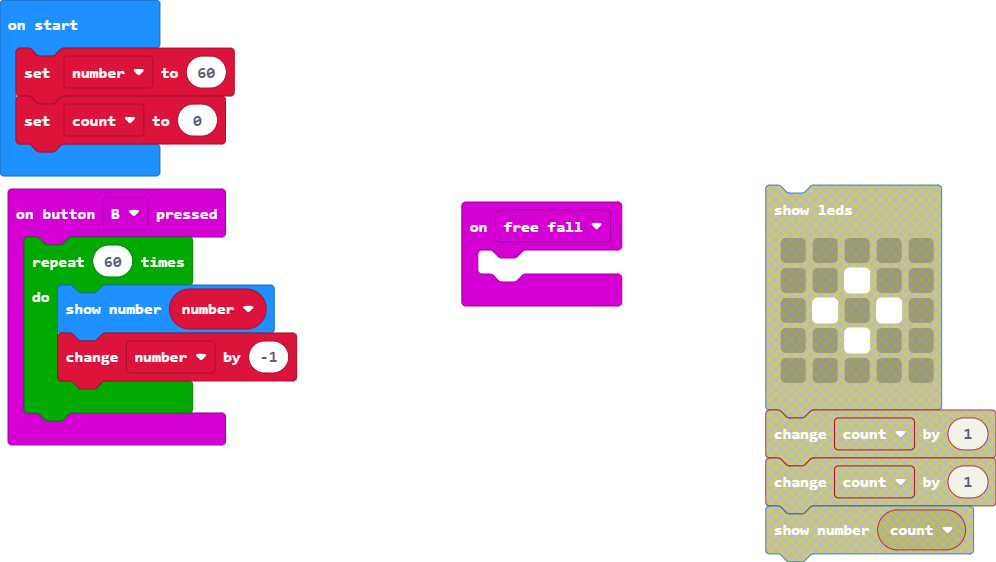 on start
set number to 60
set count to 0
on button B pressed
repeat 60 times
do
show number number
change number by -1
on free fall
show leds
change count by 1
change count by 1
show number count